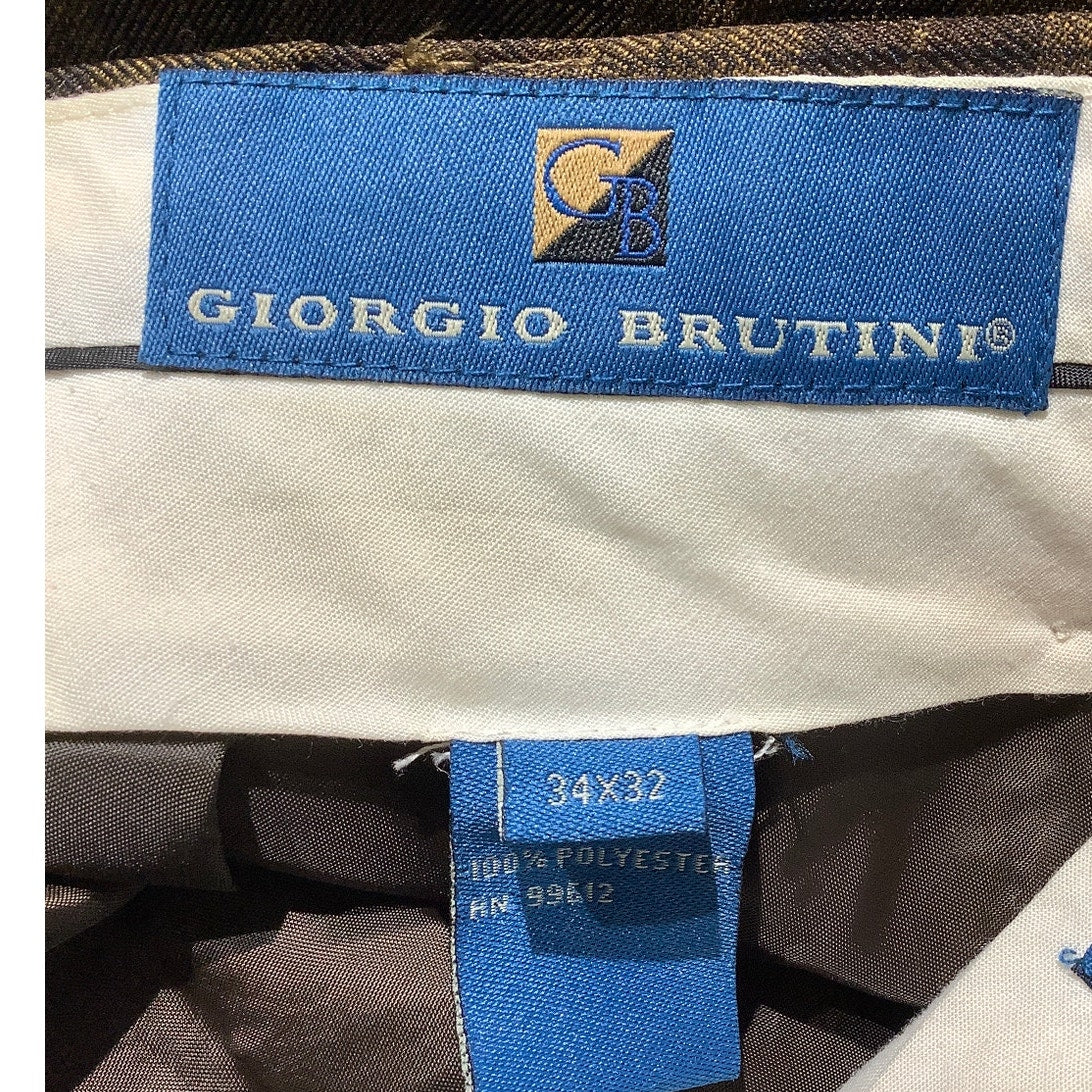 GB
GIORGIO BRUTINI®
34X32
100% POLYESTER
RN 99612